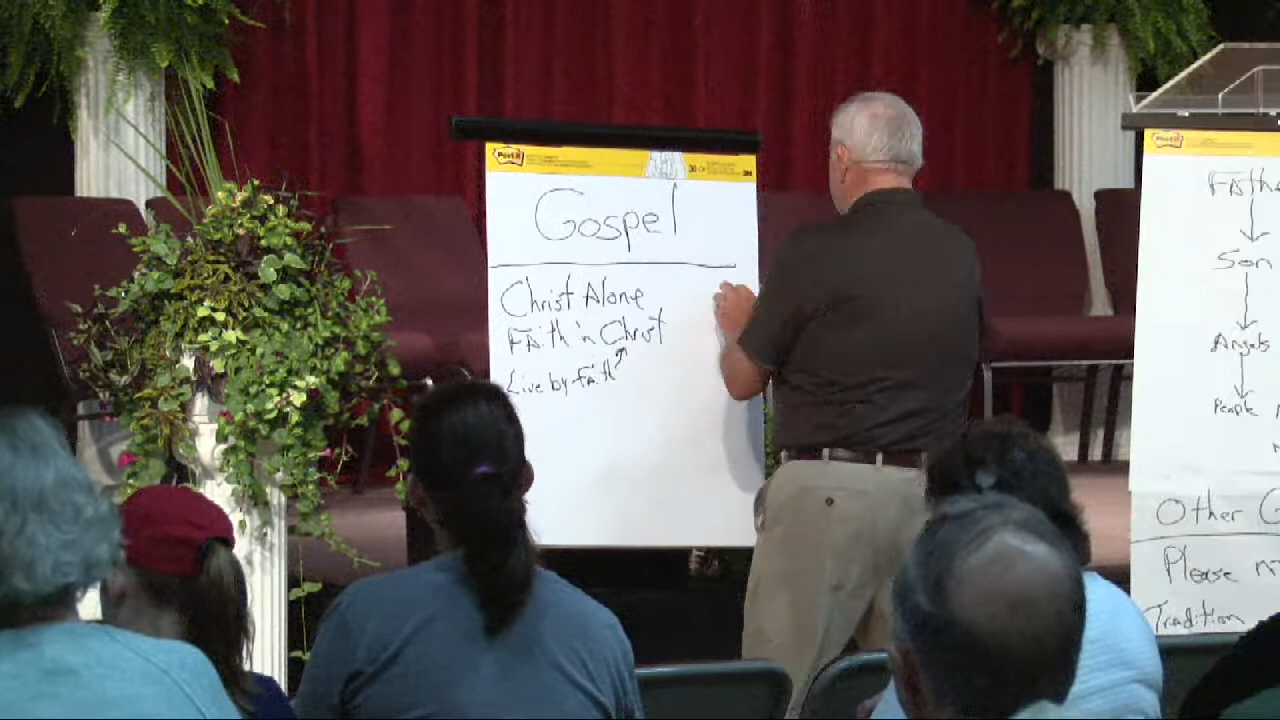 Post-it
Gospel
Christ Alone
Faith in Christ
Live by faith
Post-it
Father
Son
Angels
People
Other G
Please m
Tradition